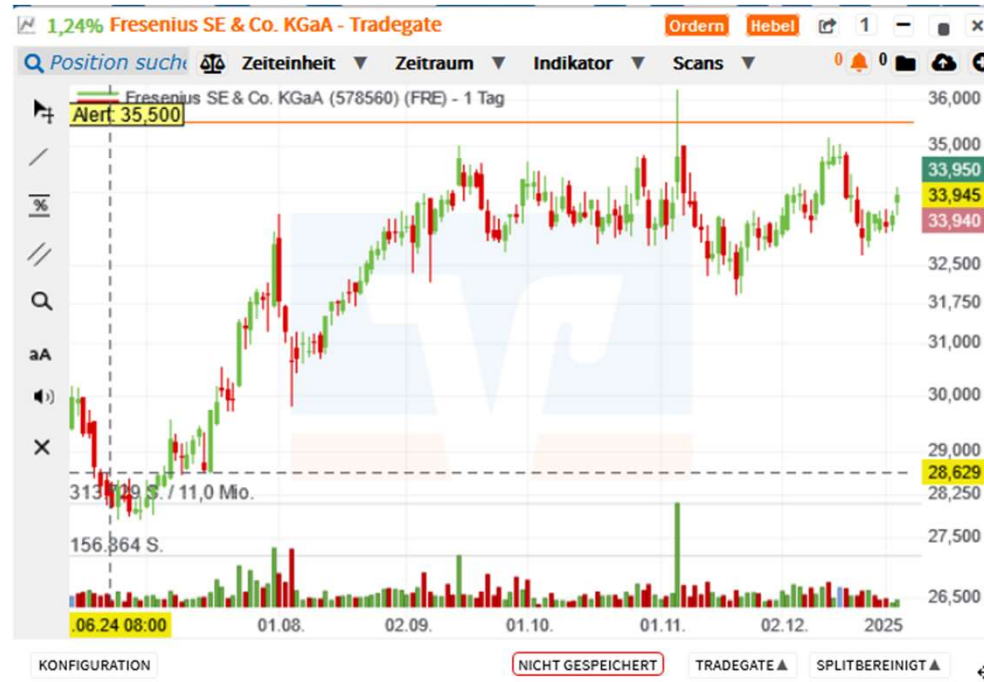 1,24% Fresenius SE & Co. KGaA - Tradegate Ordern Hebel 1
Position suche Zeiteinheit ▼ Zeitraum ▼ Indikator ▼ Scans ▼ 0 0
Fresenius SE & Co. KGaA (578560) (FRE) - 1 Tag
Alert: 35,500
36,000
35,000
33,950
33,945
33,940
32,500
31,750
31,000
30,000
29,000
28,629
28,250
27,500
26,500
%
aA
313.729 S. / 11,0 Mio.
156.864 S.
.06.24 08:00 01.08. 02.09. 01.10. 01.11. 02.12. 2025
KONFIGURATION NICHT GESPEICHERT TRADEGATE▲ SPLITBEREINIGT▲